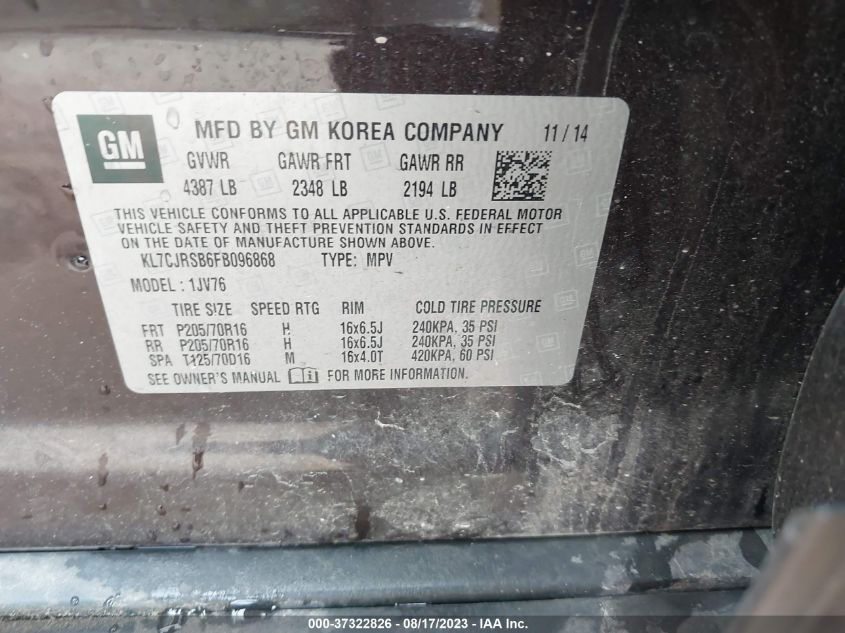 GM MFD BY GM KOREA COMPANY 11/14
GVWR GAWR FRT GAWR RR
4387 LB 2348 LB 2194 LB
THIS VEHICLE CONFORMS TO ALL APPLICABLE U.S. FEDERAL MOTOR
VEHICLE SAFETY AND THEFT PREVENTION STANDARDS IN EFFECT
ON THE DATE OF MANUFACTURE SHOWN ABOVE.
KL7CJRSB6FB096868 TYPE: MPV
MODEL : 1JV76
TIRE SIZE SPEED RTG RIM COLD TIRE PRESSURE
FRT P205/70R16 H 16x6.5J 240KPA, 35 PSI
RR P205/70R16 H 16x6.5J 240KPA, 35 PSI
SPA T125/70D16 M 16x4.0T 420KPA, 60 PSI
SEE OWNER'S MANUAL i FOR MORE INFORMATION.
000-37322826 - 08/17/2023 - IAA Inc.